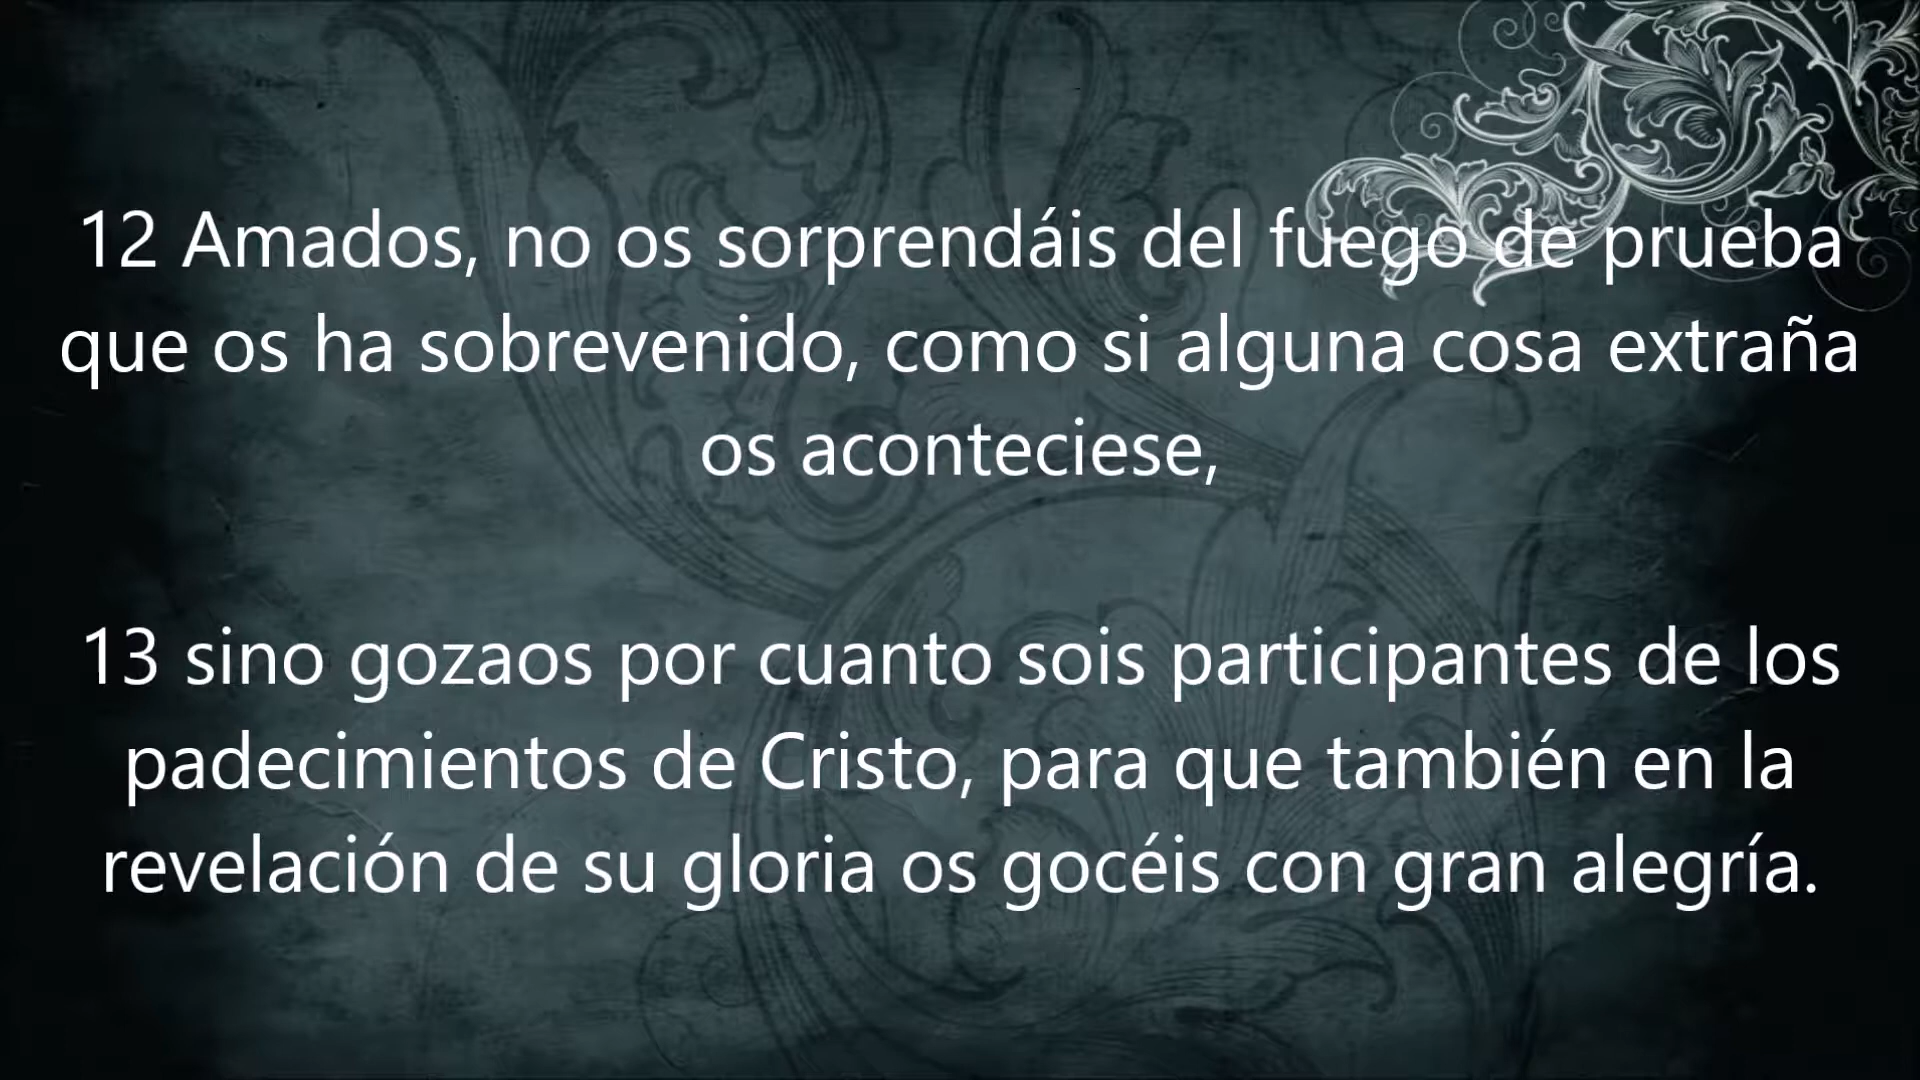 12 Amados, no os sorprendáis del fuego de prueba
que os ha sobrevenido, como si alguna cosa extraña
os aconteciese,
13 sino gozaos por cuanto sois participantes de los
padecimientos de Cristo, para que también en la
revelación de su gloria os gocéis con gran alegría.